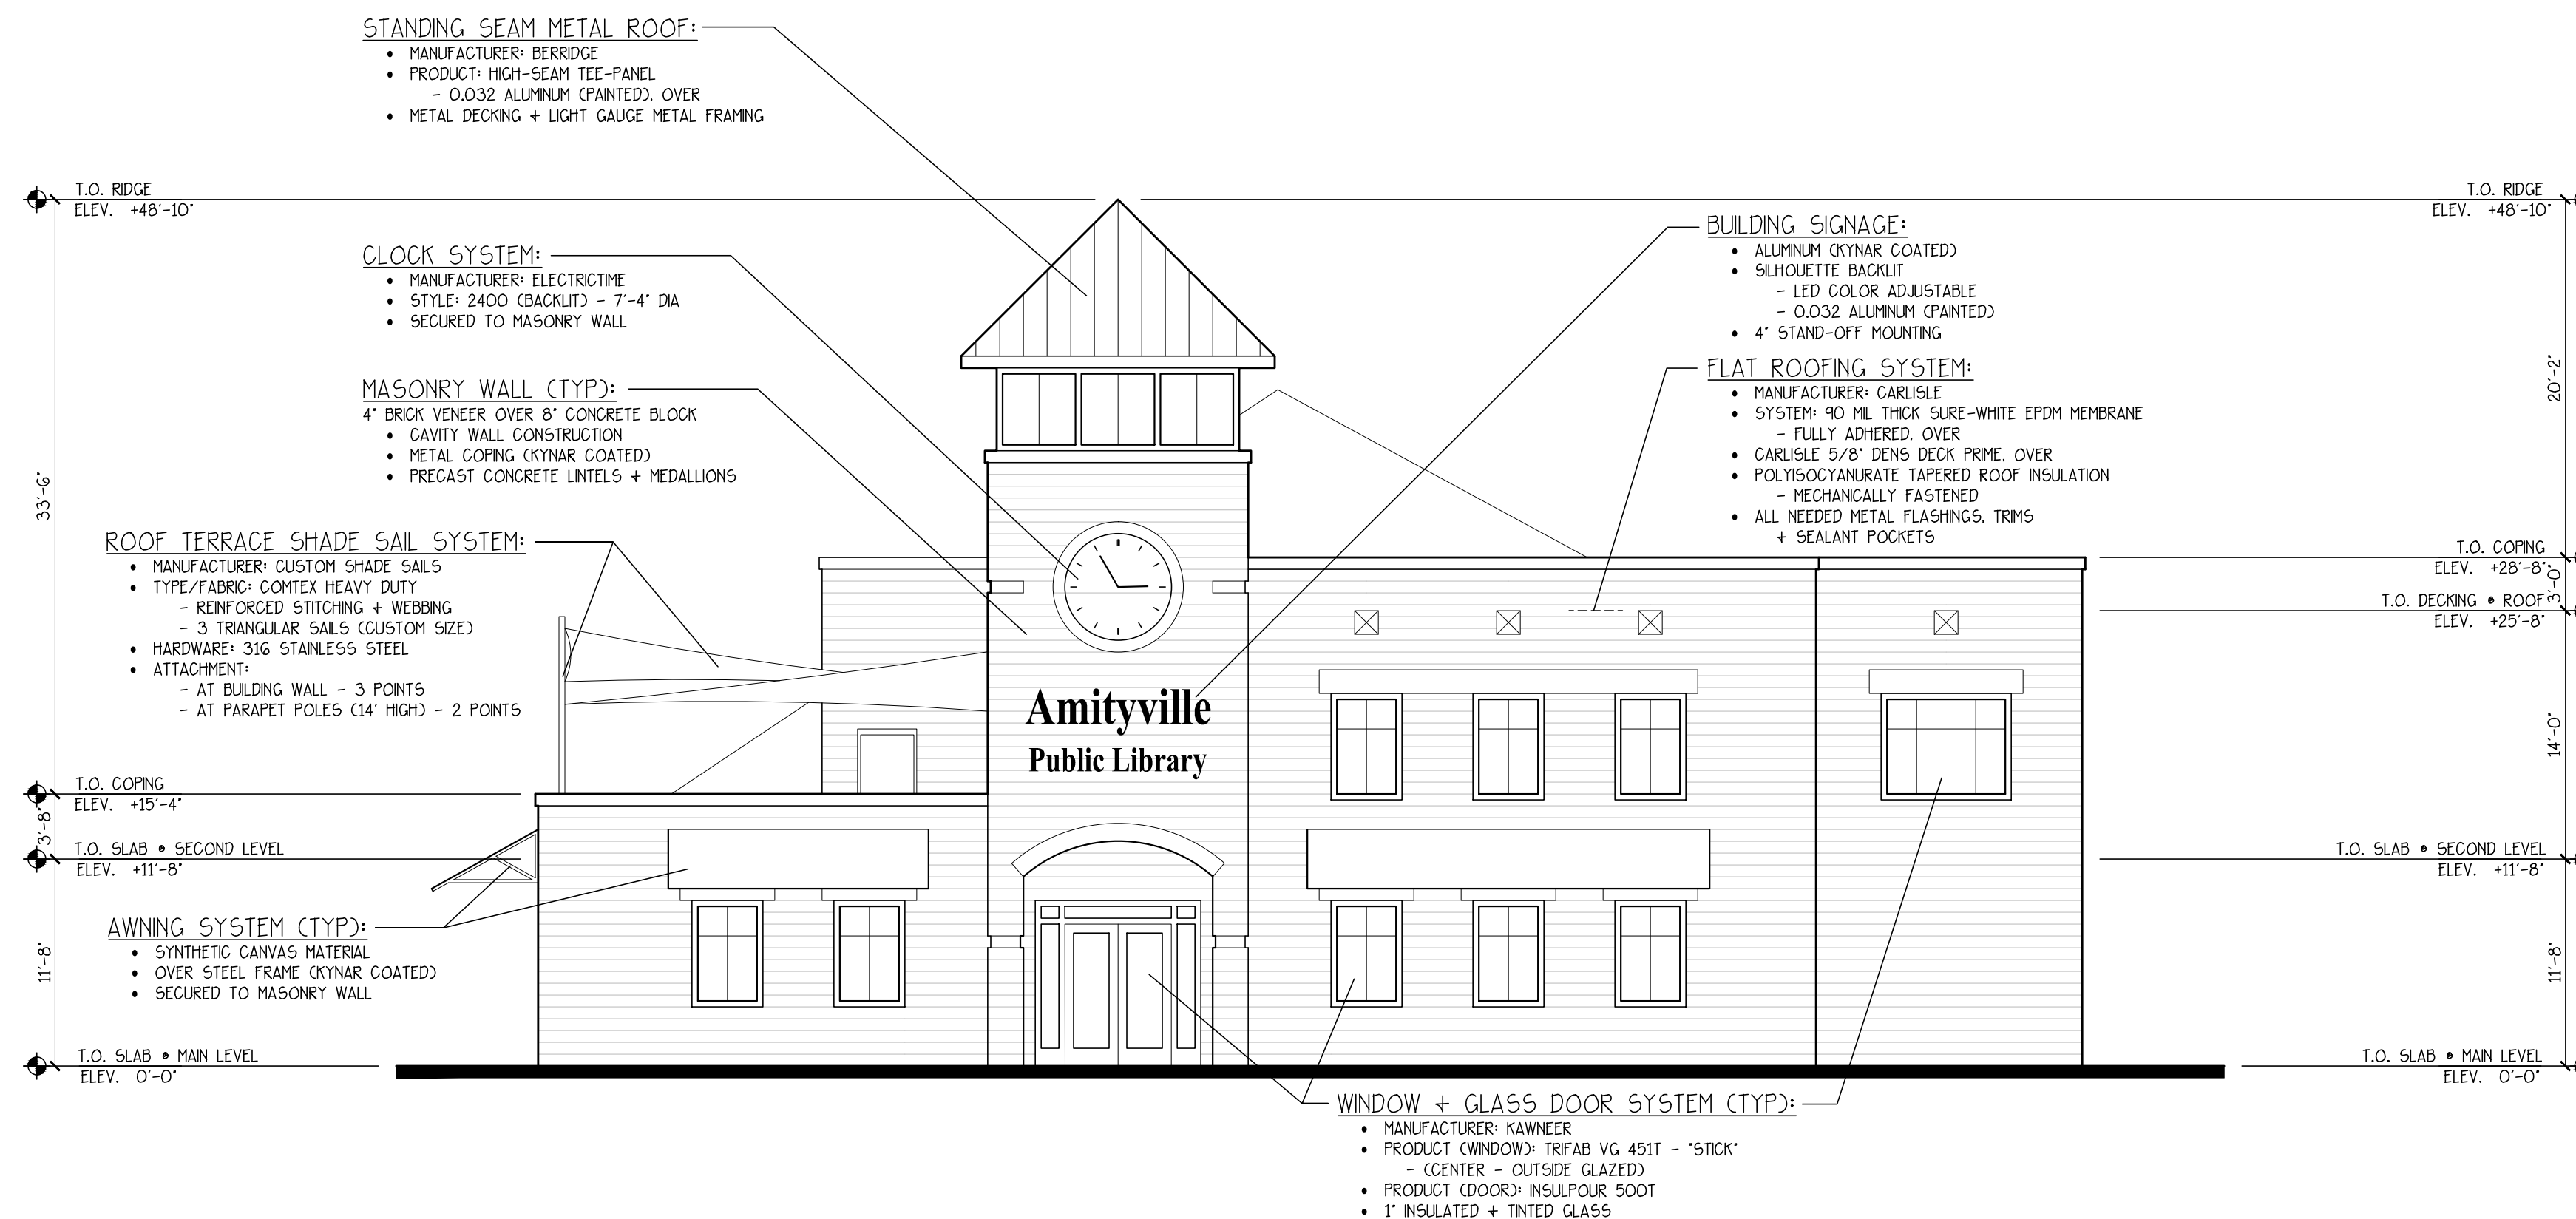 STANDING SEAM METAL ROOF:
• MANUFACTURER: BERRIDGE
• PRODUCT: HIGH-SEAM TEE-PANEL
- 0.032 ALUMINUM (PAINTED), OVER
• METAL DECKING + LIGHT GAUGE METAL FRAMING
T.O. RIDGE
ELEV. +48'-10"
T.O. RIDGE
ELEV. +48'-10"
CLOCK SYSTEM:
• MANUFACTURER: ELECTRICTIME
• STYLE: 2400 (BACKLIT) - 7'-4" DIA
• SECURED TO MASONRY WALL
MASONRY WALL (TYP):
4" BRICK VENEER OVER 8" CONCRETE BLOCK
• CAVITY WALL CONSTRUCTION
• METAL COPING (KYNAR COATED)
• PRECAST CONCRETE LINTELS + MEDALLIONS
ROOF TERRACE SHADE SAIL SYSTEM:
• MANUFACTURER: CUSTOM SHADE SAILS
• TYPE/FABRIC: COMTEX HEAVY DUTY
- REINFORCED STITCHING + WEBBING
- 3 TRIANGULAR SAILS (CUSTOM SIZE)
• HARDWARE: 316 STAINLESS STEEL
• ATTACHMENT:
- AT BUILDING WALL - 3 POINTS
- AT PARAPET POLES (14' HIGH) - 2 POINTS
33'-6"
T.O. COPING
ELEV. +15'-4"
3'-8"
T.O. SLAB @ SECOND LEVEL
ELEV. +11'-8"
AWNING SYSTEM (TYP):
• SYNTHETIC CANVAS MATERIAL
• OVER STEEL FRAME (KYNAR COATED)
• SECURED TO MASONRY WALL
11'-8"
T.O. SLAB @ MAIN LEVEL
ELEV. 0'-0"
Amityville
Public Library
BUILDING SIGNAGE:
• ALUMINUM (KYNAR COATED)
• SILHOUETTE BACKLIT
- LED COLOR ADJUSTABLE
- 0.032 ALUMINUM (PAINTED)
• 4" STAND-OFF MOUNTING
FLAT ROOFING SYSTEM:
• MANUFACTURER: CARLISLE
• SYSTEM: 90 MIL THICK SURE-WHITE EPDM MEMBRANE
- FULLY ADHERED, OVER
• CARLISLE 5/8" DENS DECK PRIME, OVER
• POLYISOCYANURATE TAPERED ROOF INSULATION
- MECHANICALLY FASTENED
• ALL NEEDED METAL FLASHINGS, TRIMS
+ SEALANT POCKETS
20'-2"
T.O. COPING
ELEV. +28'-8"
3'-0"
T.O. DECKING @ ROOF
ELEV. +25'-8"
14'-0"
T.O. SLAB @ SECOND LEVEL
ELEV. +11'-8"
11'-8"
T.O. SLAB @ MAIN LEVEL
ELEV. 0'-0"
WINDOW + GLASS DOOR SYSTEM (TYP):
• MANUFACTURER: KAWNEER
• PRODUCT (WINDOW): TRIFAB VG 451T - "STICK"
- (CENTER - OUTSIDE GLAZED)
• PRODUCT (DOOR): INSULPOUR 500T
• 1" INSULATED + TINTED GLASS